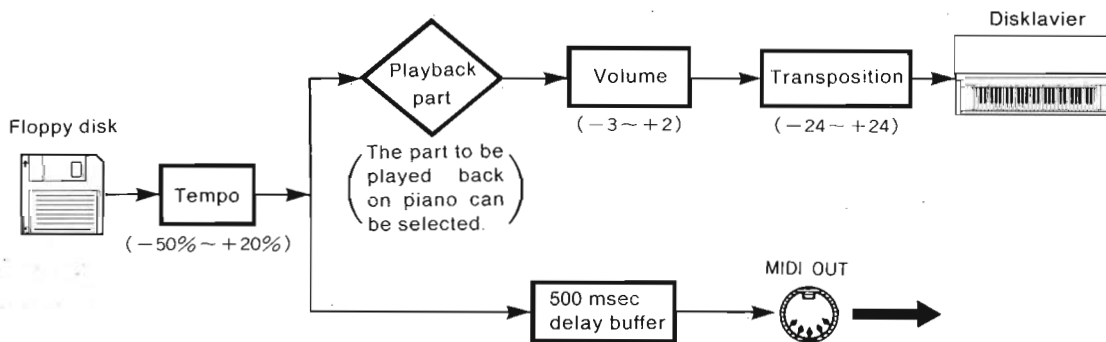 Disklavier
Playback
part
Volume
Transposition
(-3~+2)
(-24~+24)
Floppy disk
Tempo
(-50%~+20%)
(The part to be
played back
on piano can
be selected.)
MIDI OUT
500 msec
delay buffer